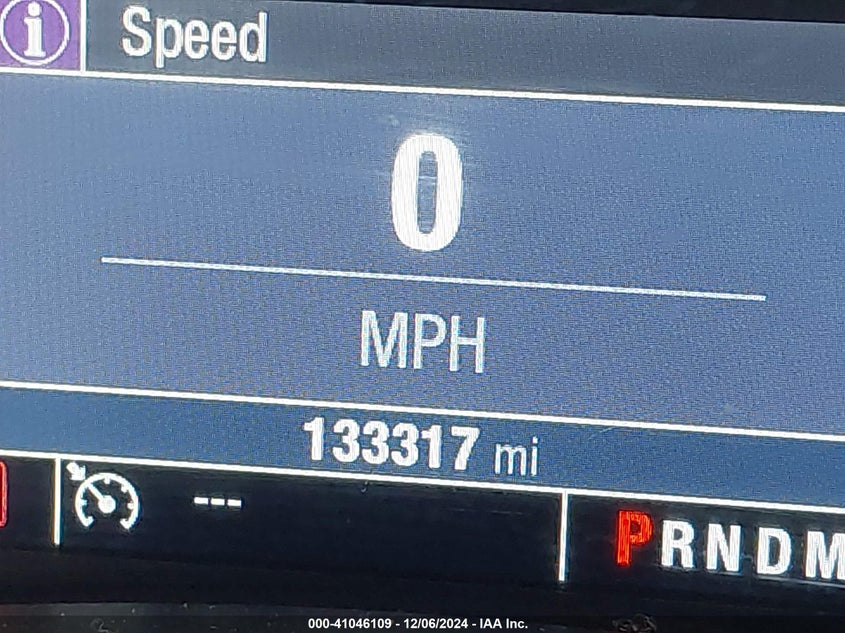 i Speed
0
MPH
133317 mi
--- PRNDM
000-41046109 - 12/06/2024 - IAA Inc.